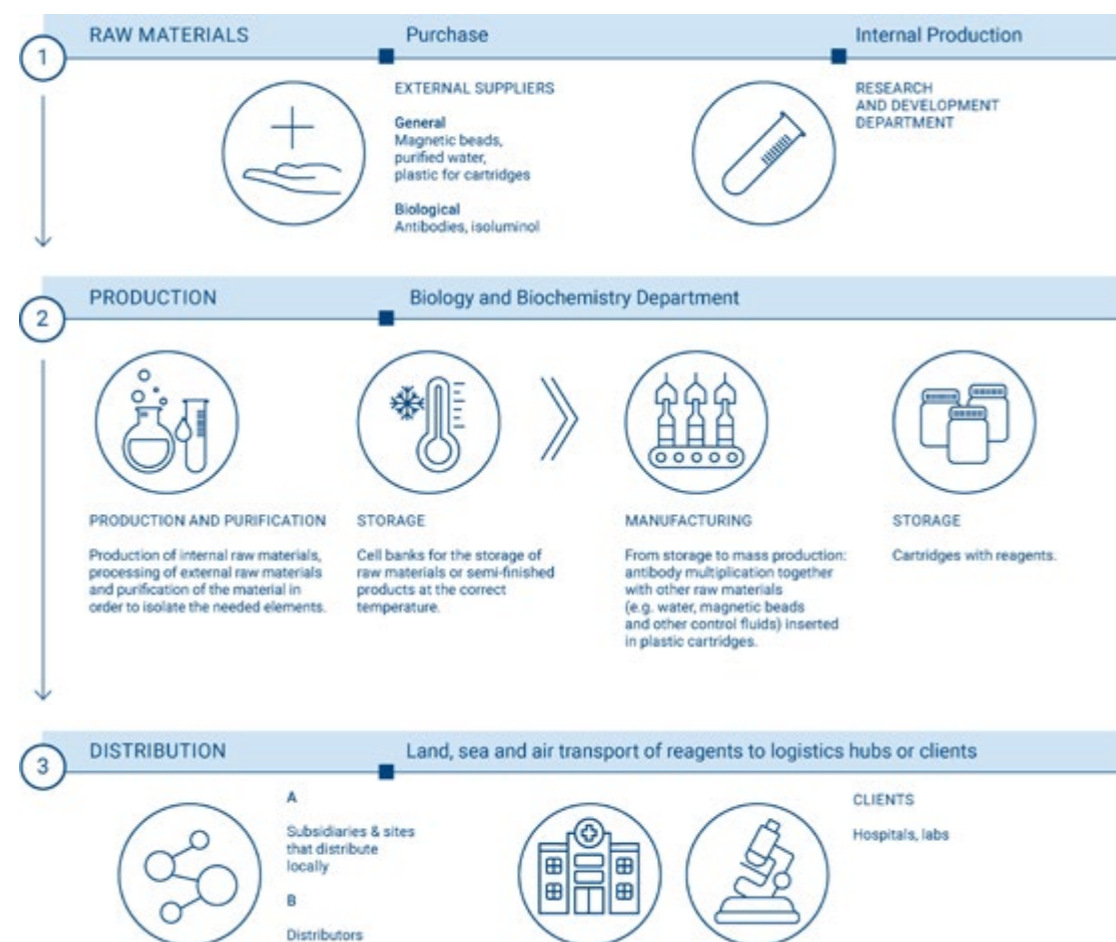 1
RAW MATERIALS
Purchase
Internal Production
EXTERNAL SUPPLIERS
General
Magnetic beads,
purified water,
plastic for cartridges
Biological
Antibodies, isoluminol
RESEARCH
AND DEVELOPMENT
DEPARTMENT
2
PRODUCTION
Biology and Biochemistry Department
PRODUCTION AND PURIFICATION
Production of internal raw materials,
processing of external raw materials
and purification of the material in
order to isolate the needed elements.
STORAGE
Cell banks for the storage of
raw materials or semi-finished
products at the correct
temperature.
MANUFACTURING
From storage to mass production:
antibody multiplication together
with other raw materials
(e.g. water, magnetic beads
and other control fluids) inserted
in plastic cartridges.
STORAGE
Cartridges with reagents.
3
DISTRIBUTION
Land, sea and air transport of reagents to logistics hubs or clients
A
Subsidiaries & sites
that distribute
locally
B
Distributors
CLIENTS
Hospitals, labs